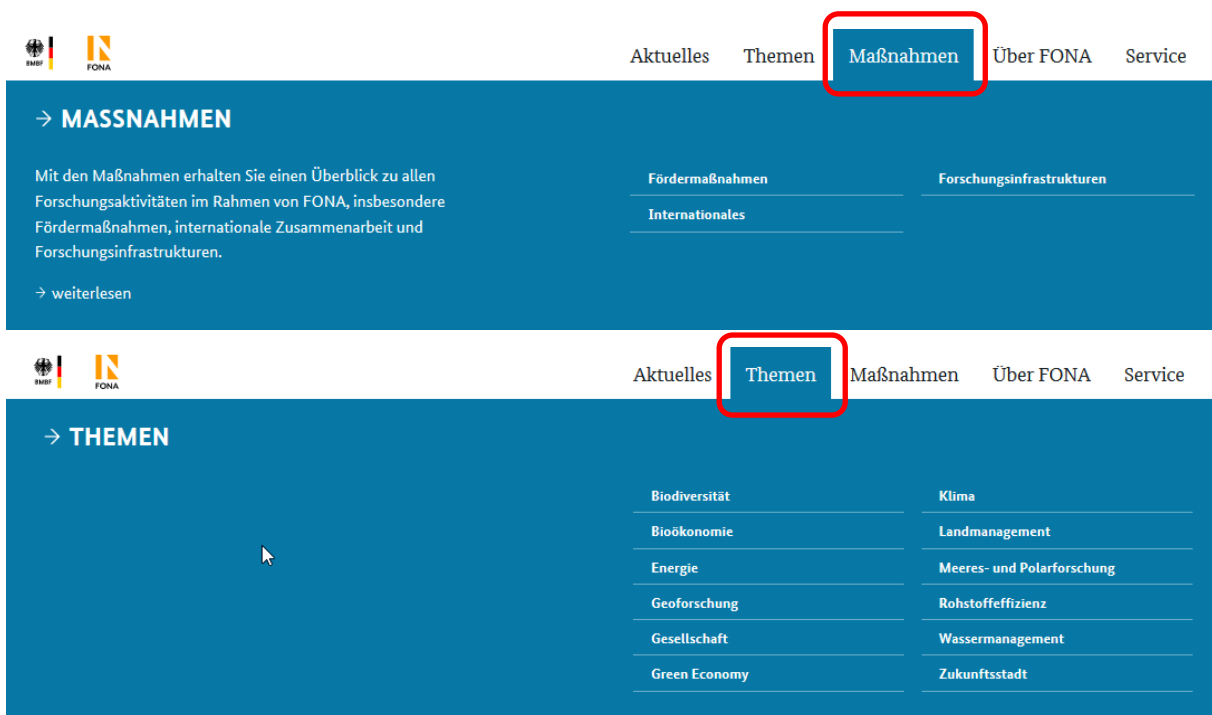 BMBF
FONA
Aktuelles Themen Maßnahmen Über FONA Service
→ MASSNAHMEN
Mit den Maßnahmen erhalten Sie einen Überblick zu allen
Forschungsaktivitäten im Rahmen von FONA, insbesondere
Fördermaßnahmen, internationale Zusammenarbeit und
Forschungsinfrastrukturen.
→ weiterlesen
Fördermaßnahmen Forschungsinfrastrukturen
Internationales
BMBF
FONA
Aktuelles Themen Maßnahmen Über FONA Service
→ THEMEN
Biodiversität Klima
Bioökonomie Landmanagement
Energie Meeres- und Polarforschung
Geoforschung Rohstoffeffizienz
Gesellschaft Wassermanagement
Green Economy Zukunftsstadt